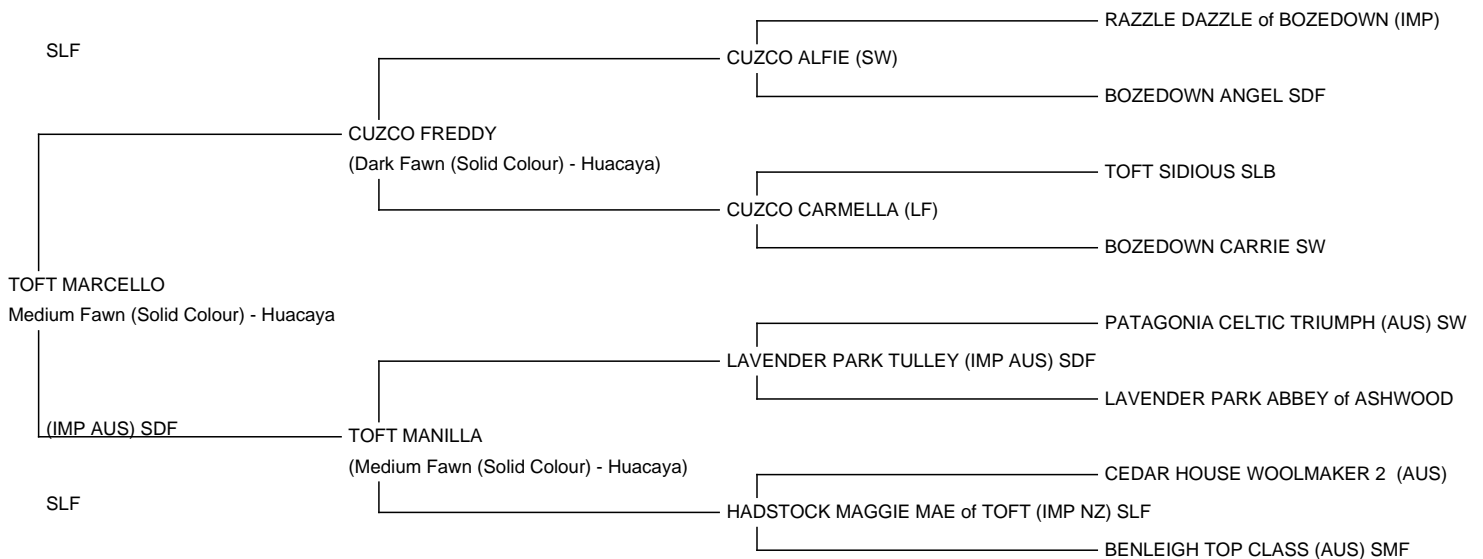 RAZZLE DAZZLE of BOZEDOWN (IMP)
SLF
CUZCO ALFIE (SW)
BOZEDOWN ANGEL SDF
CUZCO FREDDY
(Dark Fawn (Solid Colour) - Huacaya)
TOFT SIDIOUS SLB
CUZCO CARMELLA (LF)
BOZEDOWN CARRIE SW
TOFT MARCELLO
Medium Fawn (Solid Colour) - Huacaya
PATAGONIA CELTIC TRIUMPH (AUS) SW
LAVENDER PARK TULLEY (IMP AUS) SDF
LAVENDER PARK ABBEY of ASHWOOD
(IMP AUS) SDF
TOFT MANILLA
(Medium Fawn (Solid Colour) - Huacaya)
CEDAR HOUSE WOOLMAKER 2 (AUS)
SLF
HADSTOCK MAGGIE MAE of TOFT (IMP NZ) SLF
BENLEIGH TOP CLASS (AUS) SMF